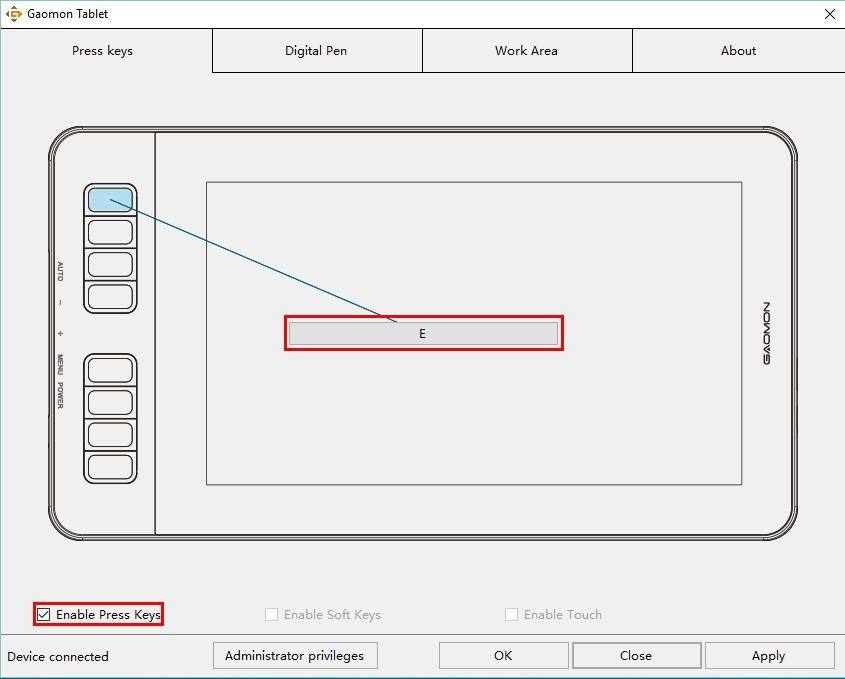 Gaomon Tablet
Press keys
Digital Pen
Work Area
About
AUTO
−
+
MENU
POWER
E
GAOMON
Enable Press Keys
Enable Soft Keys
Enable Touch
Device connected
Administrator privileges
OK
Close
Apply